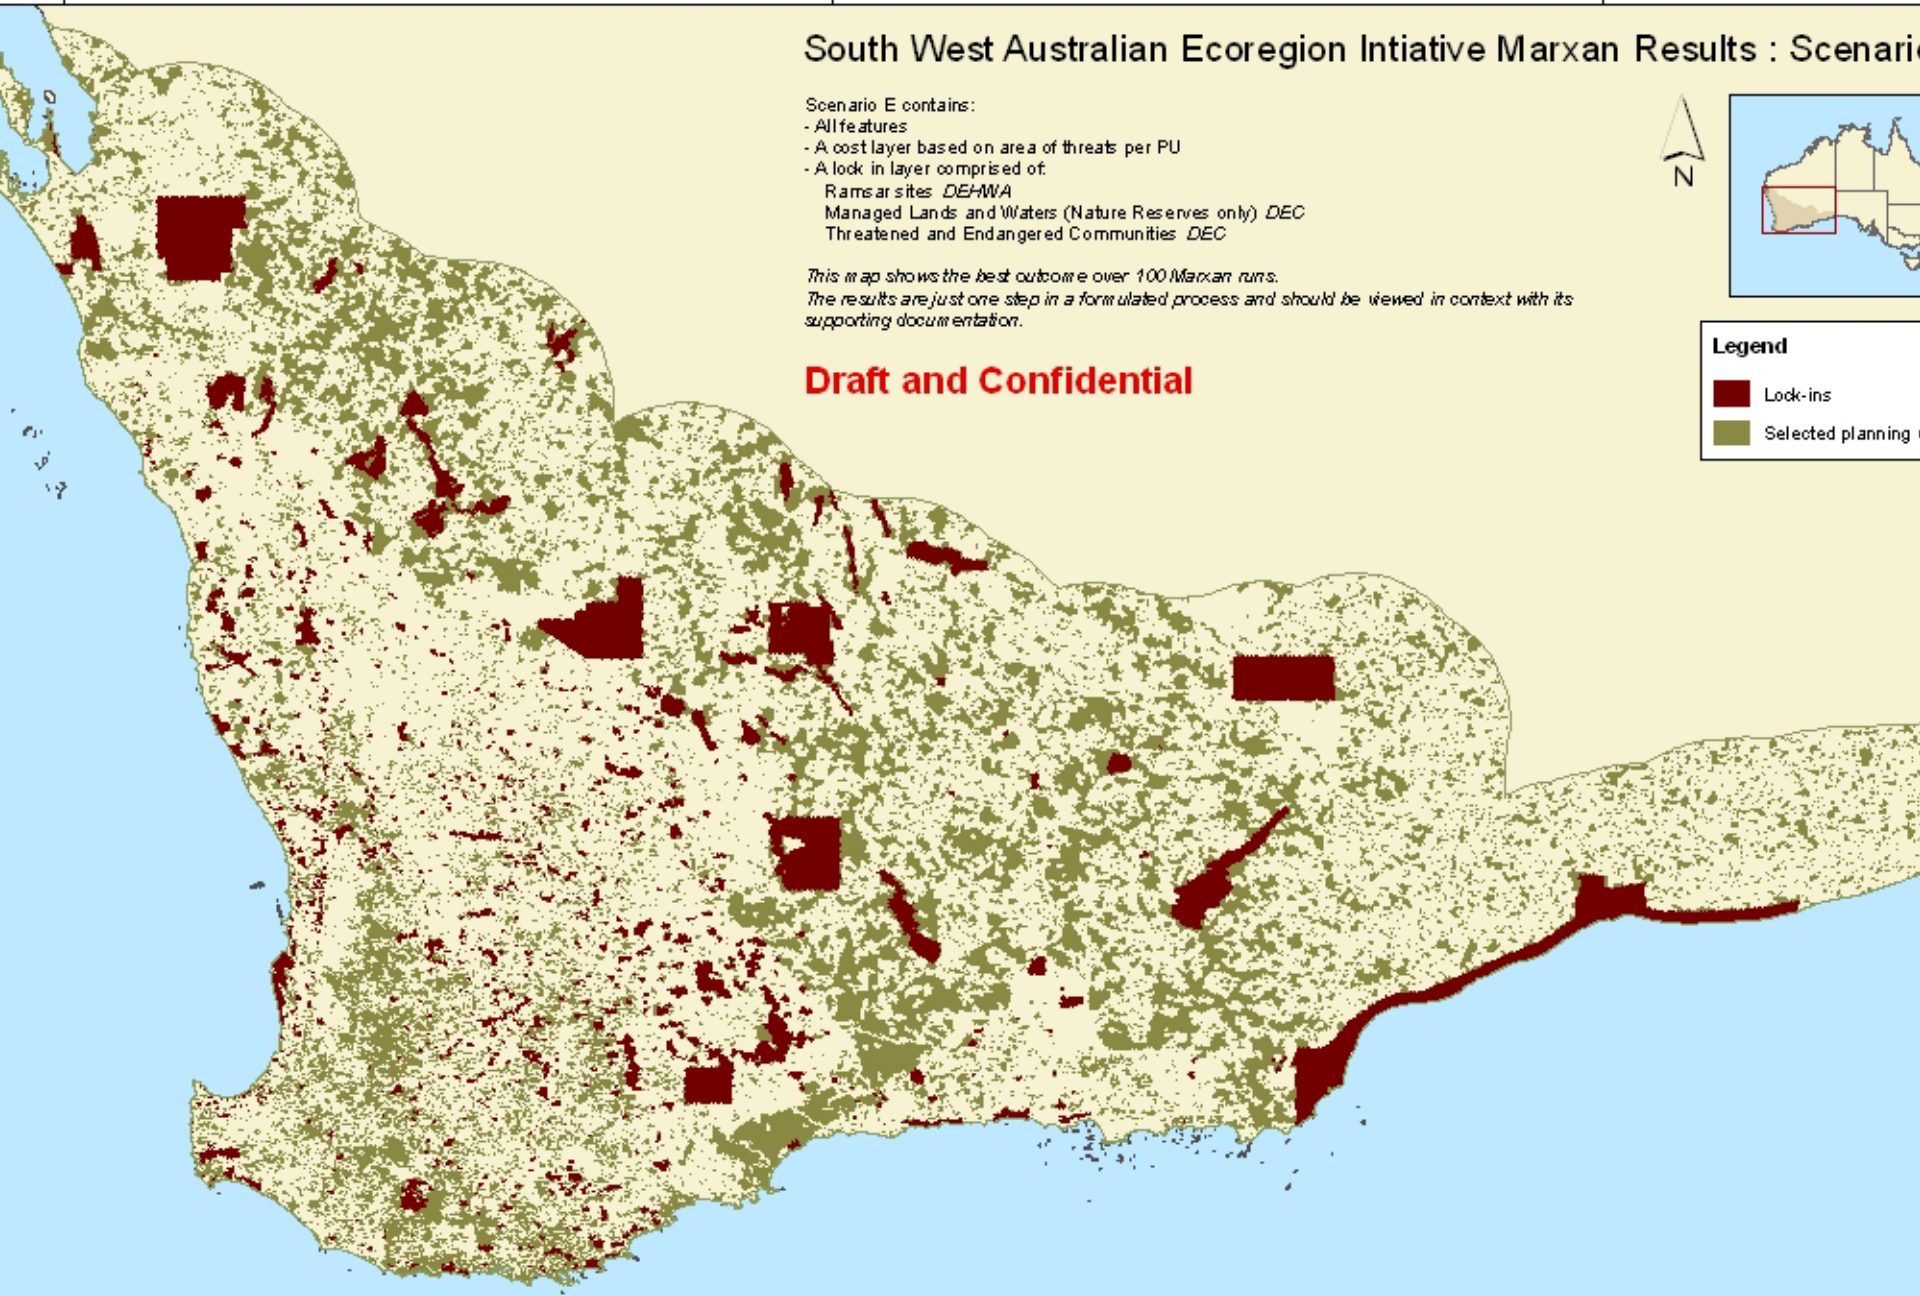 South West Australian Ecoregion Intiative Marxan Results : Scenario
Scenario E contains:
- All features
- A cost layer based on area of threats per PU
- A lock in layer comprised of:
Ramsar sites DEHWA
Managed Lands and Waters (Nature Reserves only) DEC
Threatened and Endangered Communities DEC
This map shows the best outcome over 100 Marxan runs.
The results are just one step in a formulated process and should be viewed in context with its
supporting documentation.
Draft and Confidential
N
Legend
Lock-ins
Selected planning